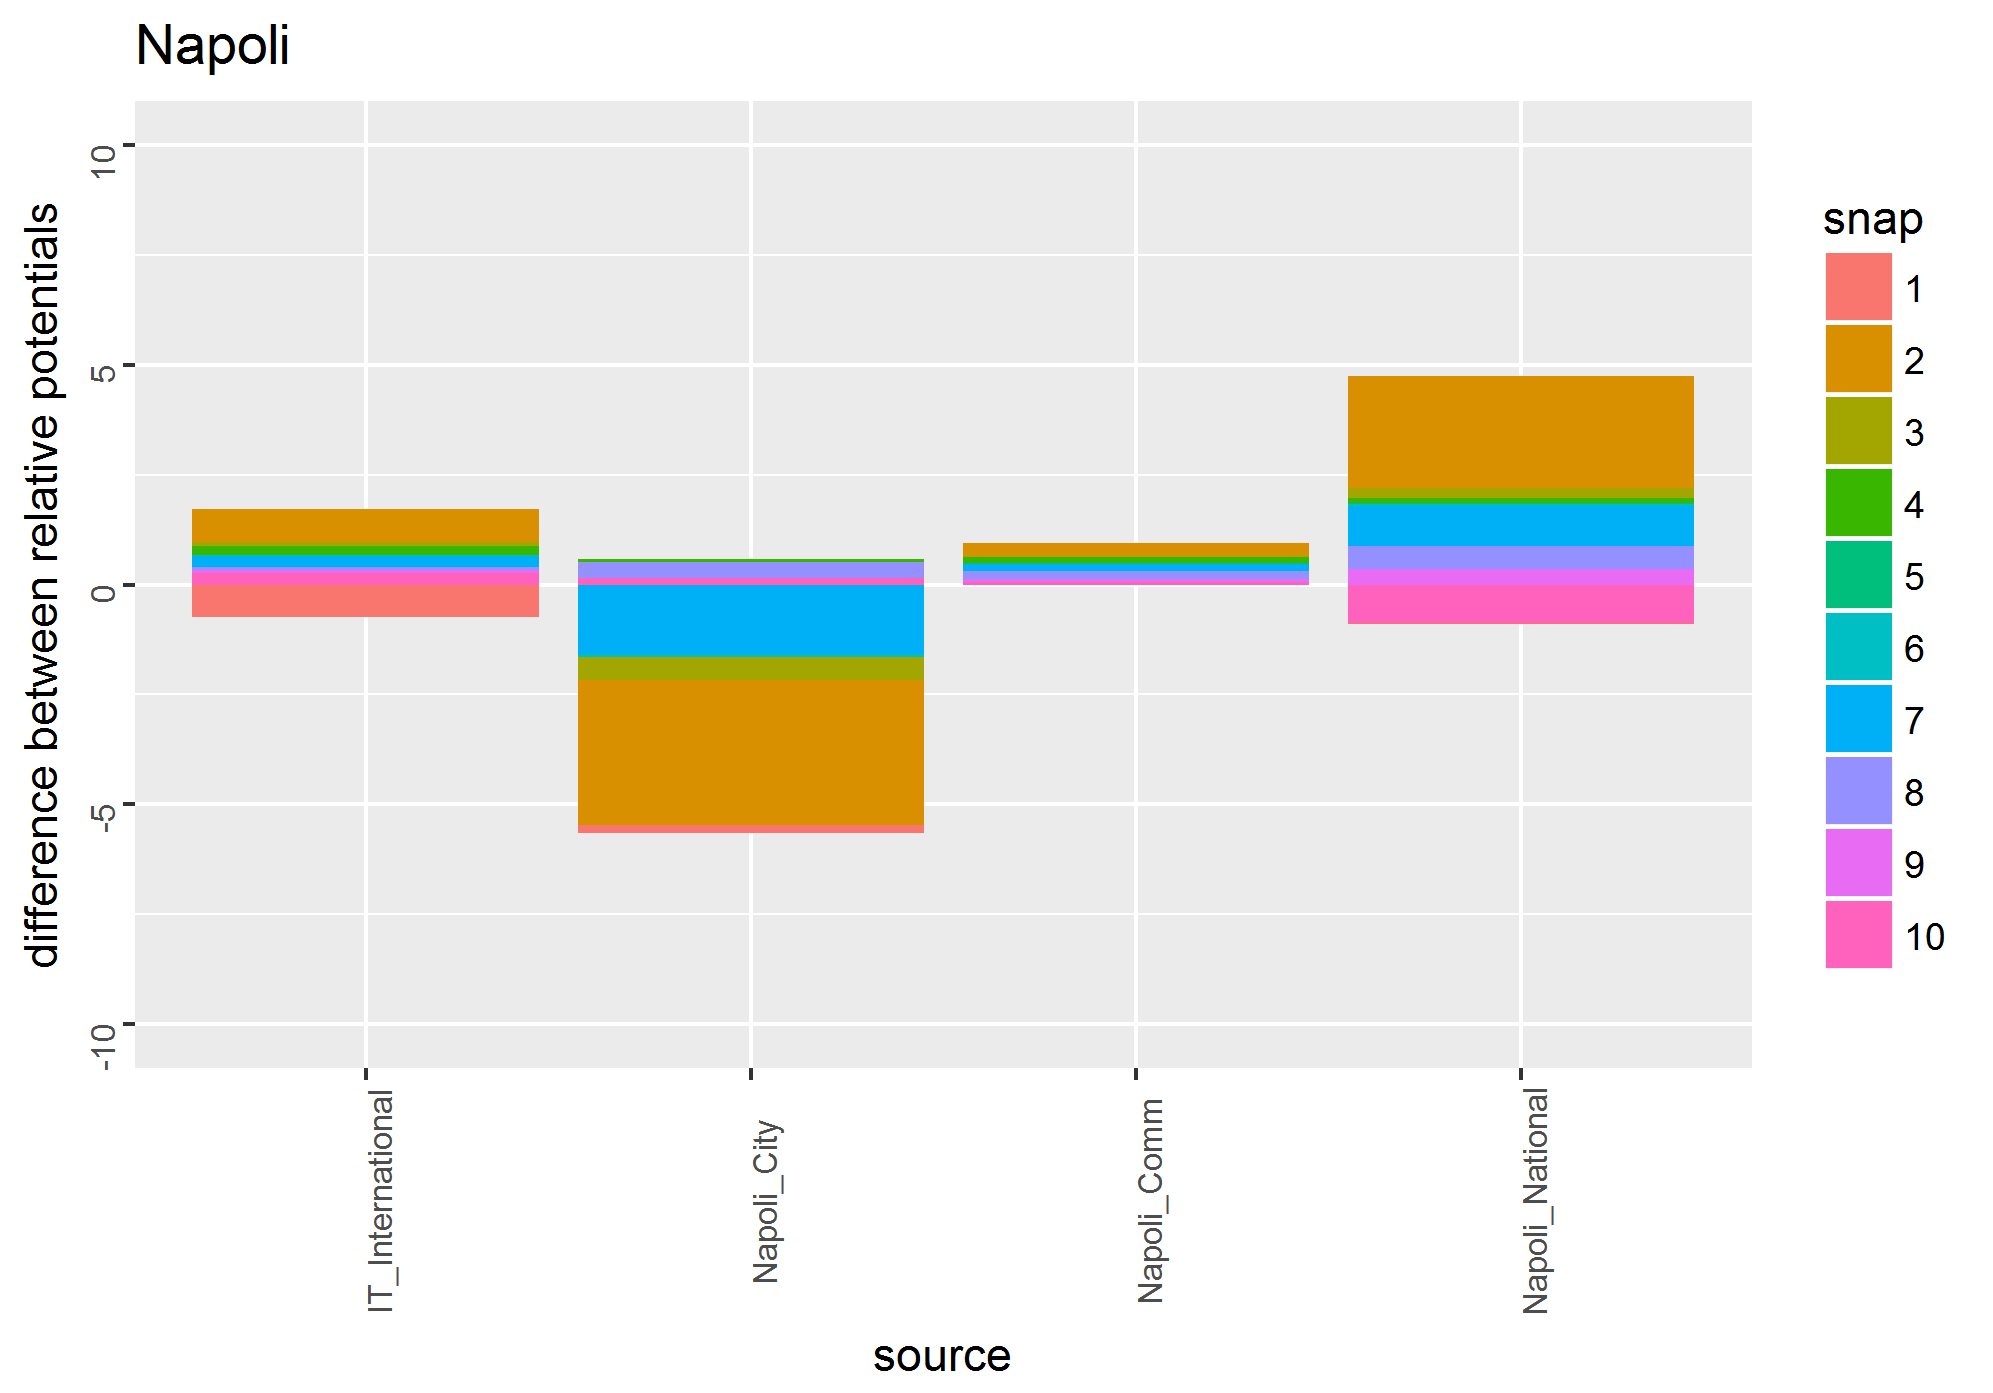 Napoli
difference between relative potentials
10
5
0
-5
-10
IT_International
Napoli_City
Napoli_Comm
Napoli_National
source
snap
1
2
3
4
5
6
7
8
9
10